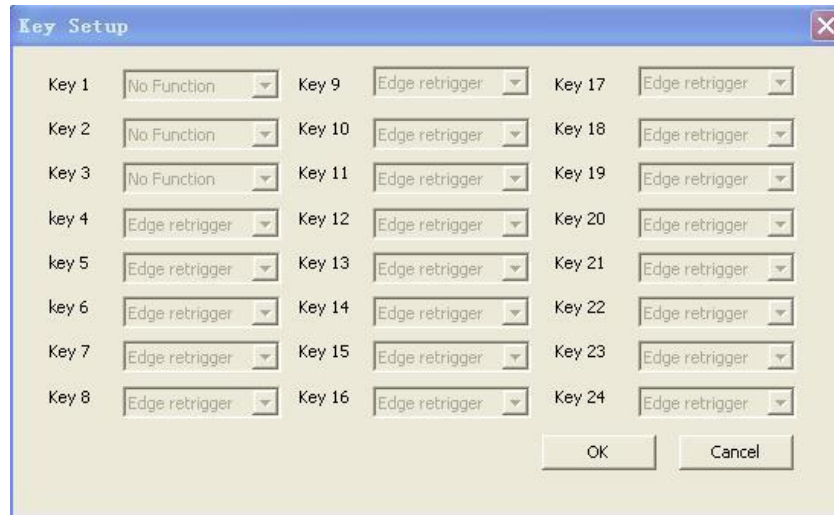 Key Setup
Key 1 No Function Key 9 Edge retrigger Key 17 Edge retrigger
Key 2 No Function Key 10 Edge retrigger Key 18 Edge retrigger
Key 3 No Function Key 11 Edge retrigger Key 19 Edge retrigger
key 4 Edge retrigger Key 12 Edge retrigger Key 20 Edge retrigger
key 5 Edge retrigger Key 13 Edge retrigger Key 21 Edge retrigger
key 6 Edge retrigger Key 14 Edge retrigger Key 22 Edge retrigger
Key 7 Edge retrigger Key 15 Edge retrigger Key 23 Edge retrigger
Key 8 Edge retrigger Key 16 Edge retrigger Key 24 Edge retrigger
OK Cancel